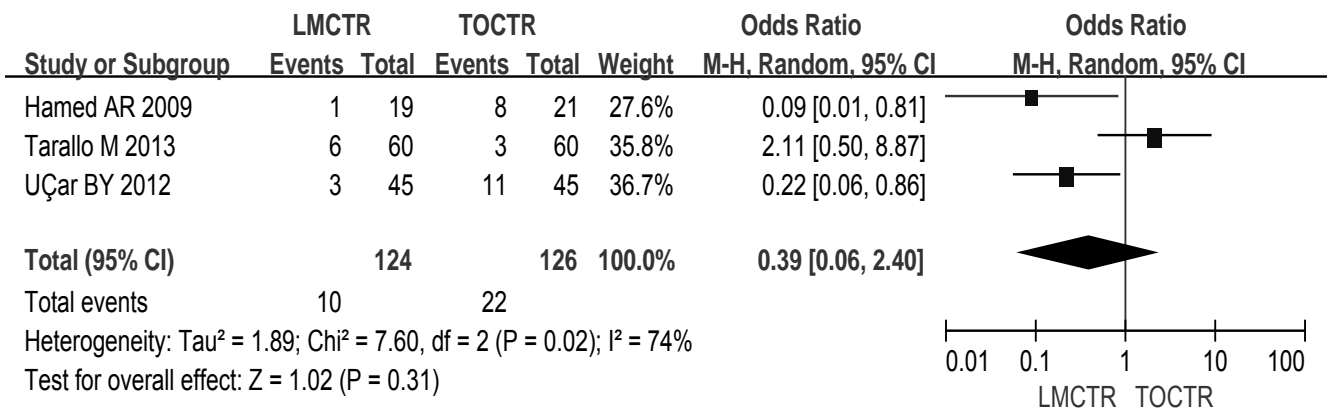 LMCTR TOCTR Odds Ratio Odds Ratio
Study or Subgroup Events Total Events Total Weight M-H, Random, 95% CI M-H, Random, 95% CI
Hamed AR 2009 1 19 8 21 27.6% 0.09 [0.01, 0.81]
Tarallo M 2013 6 60 3 60 35.8% 2.11 [0.50, 8.87]
UÇar BY 2012 3 45 11 45 36.7% 0.22 [0.06, 0.86]
Total (95% CI) 124 126 100.0% 0.39 [0.06, 2.40]
Total events 10 22
Heterogeneity: Tau² = 1.89; Chi² = 7.60, df = 2 (P = 0.02); I² = 74%
Test for overall effect: Z = 1.02 (P = 0.31)
0.01 0.1 1 10 100
LMCTR TOCTR